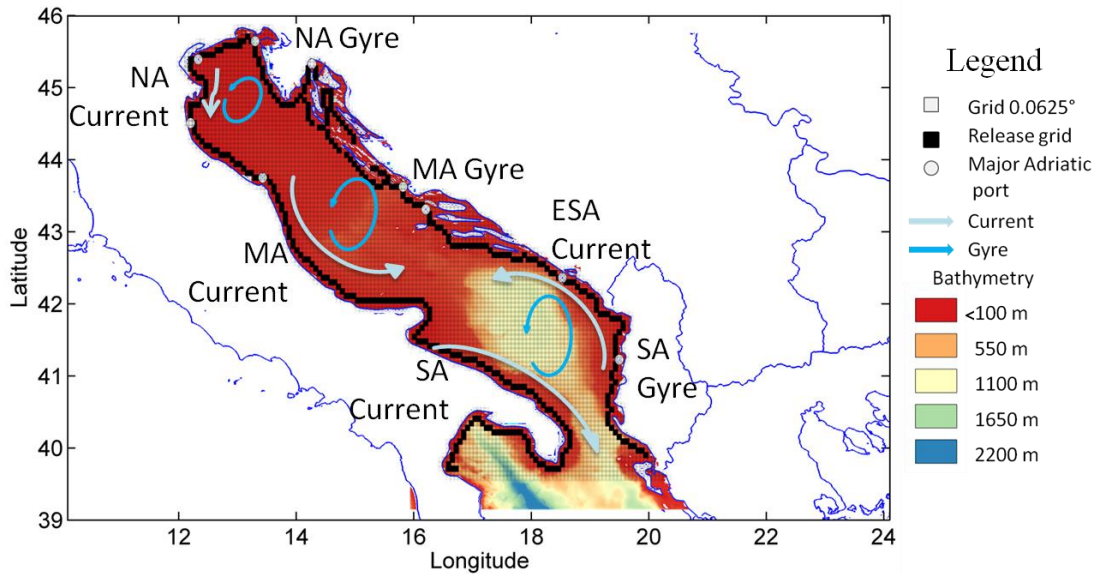 46
45
44
43
42
41
40
39
Latitude
12
14
16
18
20
22
24
Longitude
NA Gyre
NA
Current
MA Gyre
ESA
Current
MA
Current
SA
Gyre
SA
Current
Legend
Grid 0.0625°
Release grid
Major Adriatic
port
Current
Gyre
Bathymetry
<100 m
550 m
1100 m
1650 m
2200 m